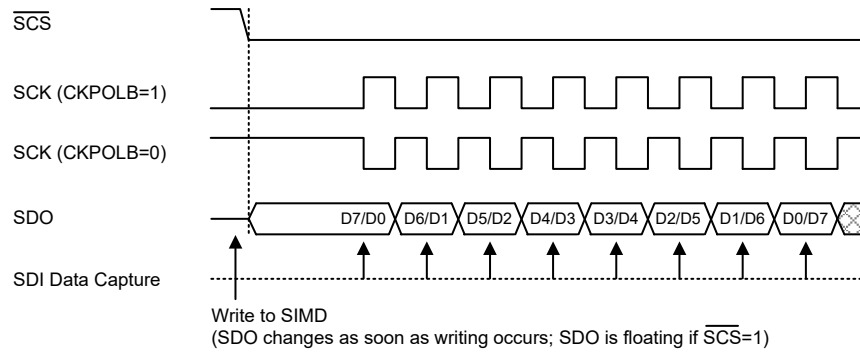 SCS
SCK (CKPOLB=1)
SCK (CKPOLB=0)
SDO D7/D0 D6/D1 D5/D2 D4/D3 D3/D4 D2/D5 D1/D6 D0/D7
SDI Data Capture
Write to SIMD
(SDO changes as soon as writing occurs; SDO is floating if SCS=1)